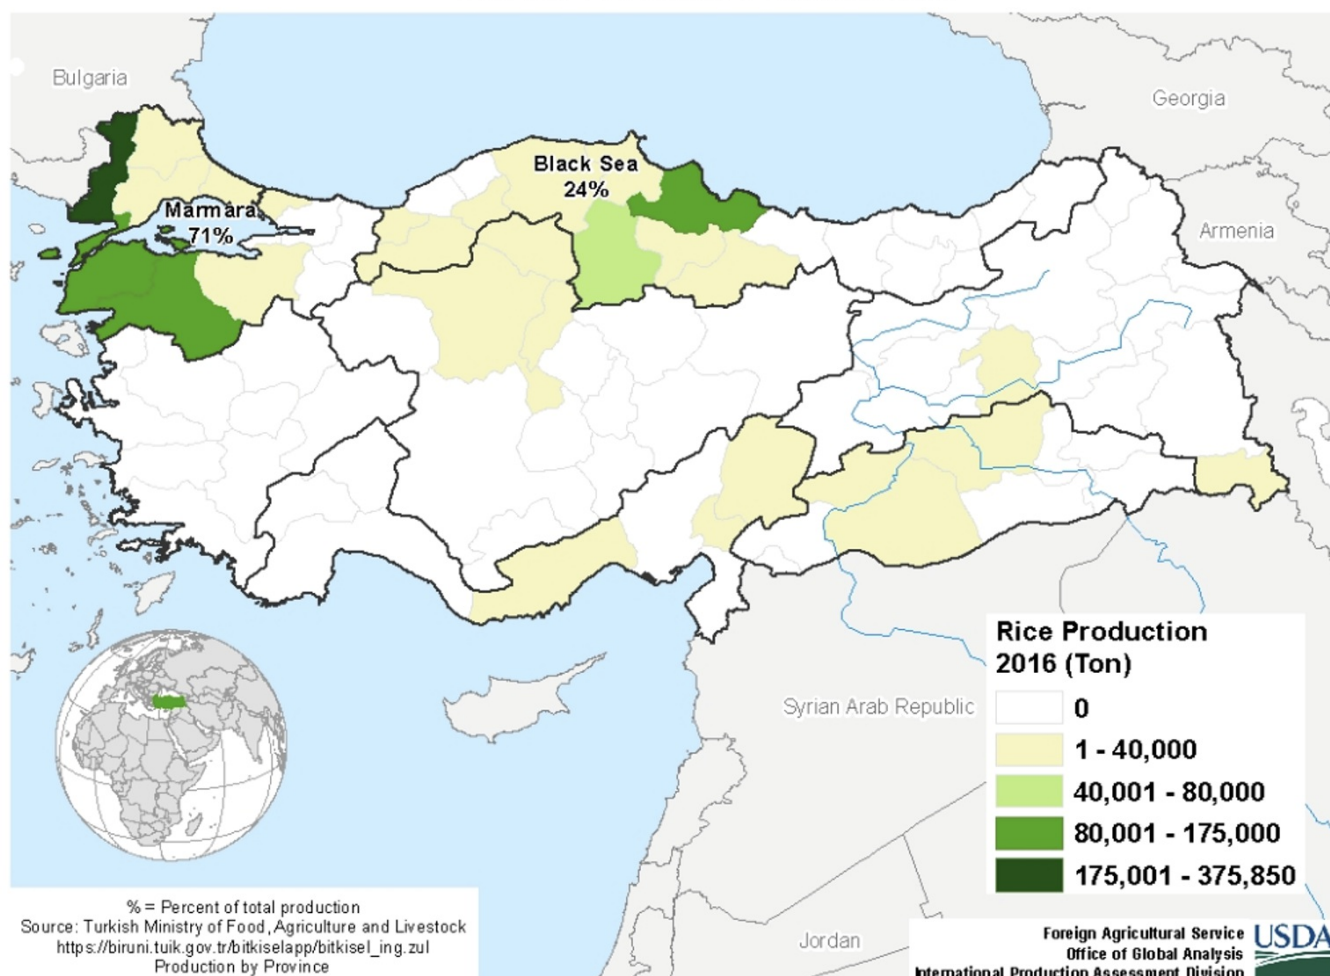 Bulgaria
Georgia
Black Sea
24%
Marmara
71%
Armenia
Rice Production
2016 (Ton)
0
1 - 40,000
40,001 - 80,000
80,001 - 175,000
175,001 - 375,850
Syrian Arab Republic
Jordan
% = Percent of total production
Source: Turkish Ministry of Food, Agriculture and Livestock
https://biruni.tuik.gov.tr/bitkiselapp/bitkisel_ing.zul
Production by Province
Foreign Agricultural Service
Office of Global Analysis
International Production Assessment Division
USDA